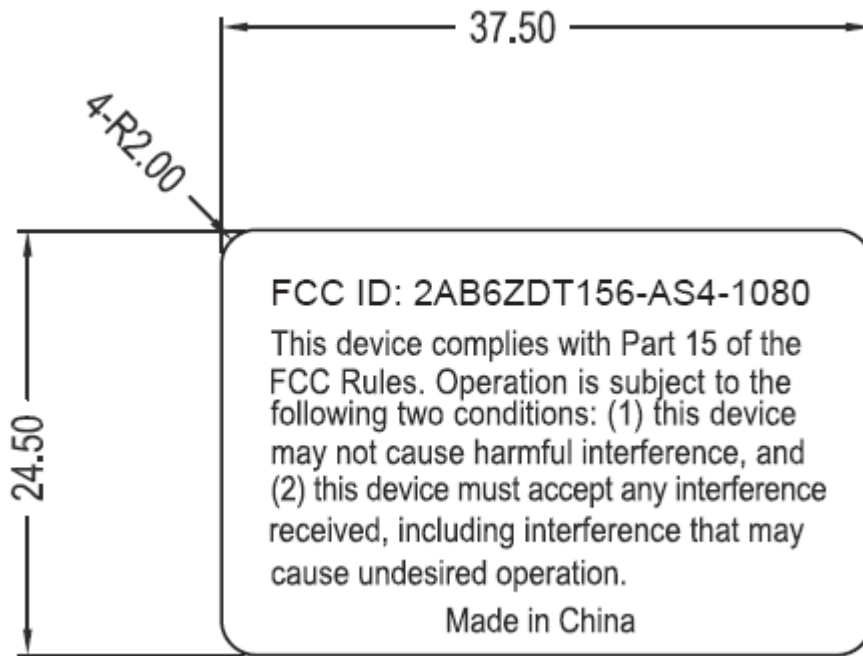 37.50
4-R2.00
24.50
FCC ID: 2AB6ZDT156-AS4-1080
This device complies with Part 15 of the
FCC Rules. Operation is subject to the
following two conditions: (1) this device
may not cause harmful interference, and
(2) this device must accept any interference
received, including interference that may
cause undesired operation.
Made in China